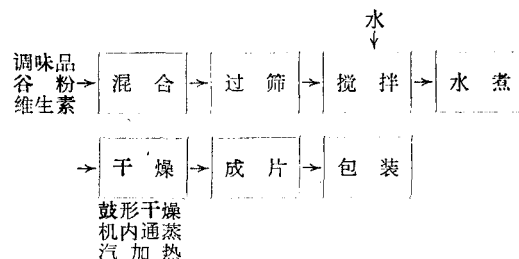 水
调味品
谷粉
维生素
混合
过筛
搅拌
水煮
干燥
成片
包装
鼓形干燥
机内通蒸
汽加热